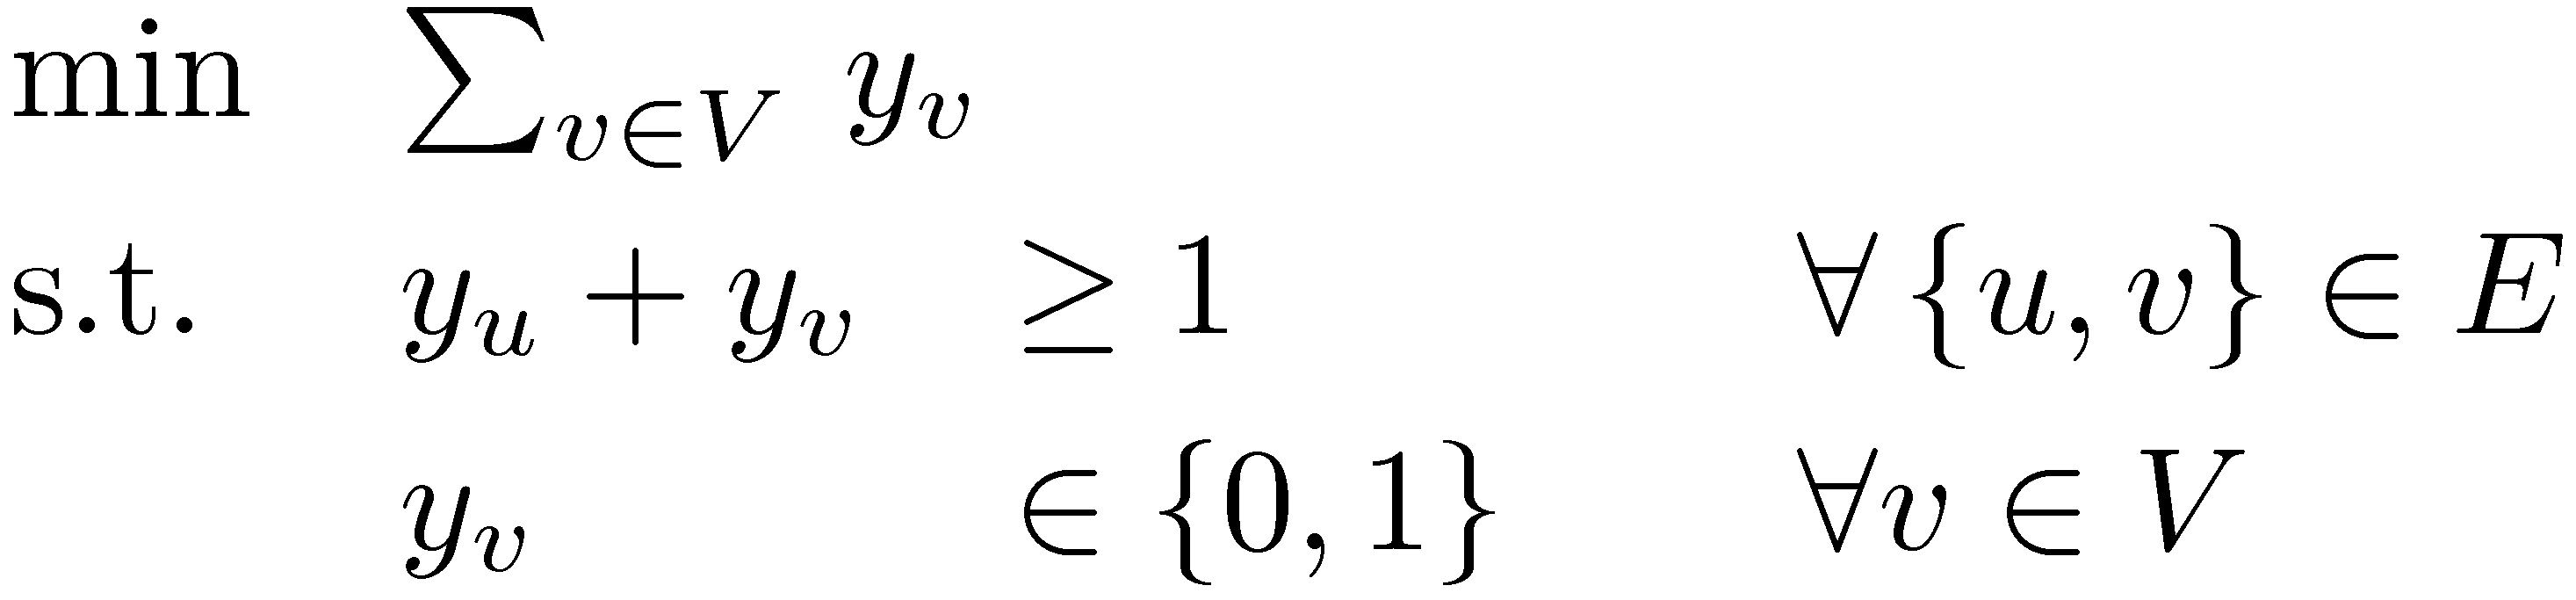 min ∑_{v∈V} y_v
s.t. y_u + y_v ≥ 1 ∀ {u, v} ∈ E
y_v ∈ {0, 1} ∀v ∈ V